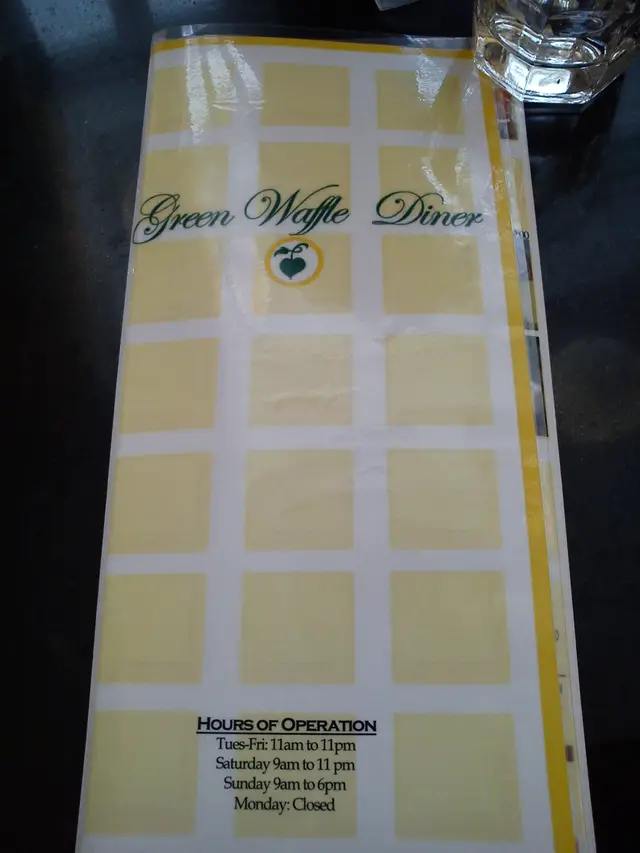 Green Waffle Diner
HOURS OF OPERATION
Tues-Fri: 11am to 11pm
Saturday 9am to 11 pm
Sunday 9am to 6pm
Monday: Closed